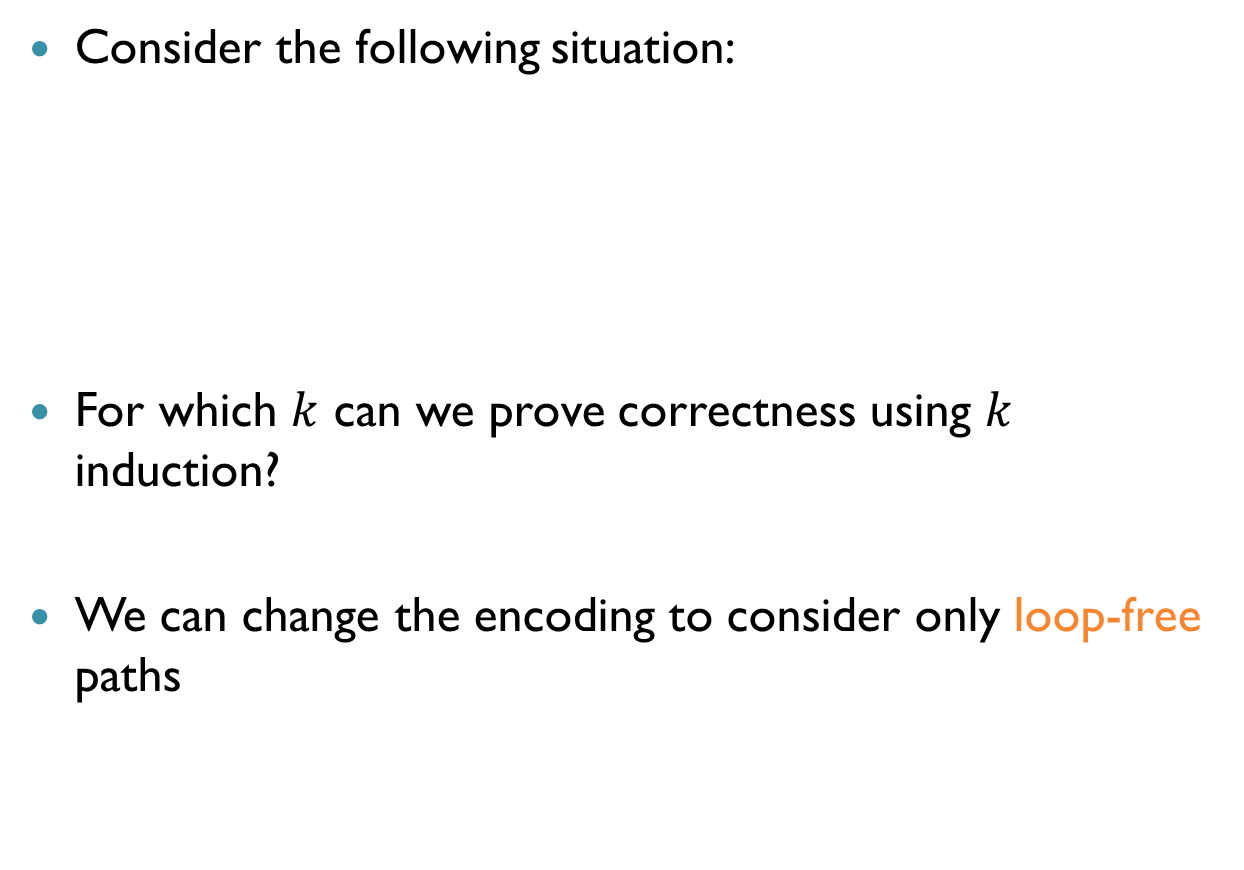 • Consider the following situation:
• For which k can we prove correctness using k
induction?
• We can change the encoding to consider only loop-free
paths